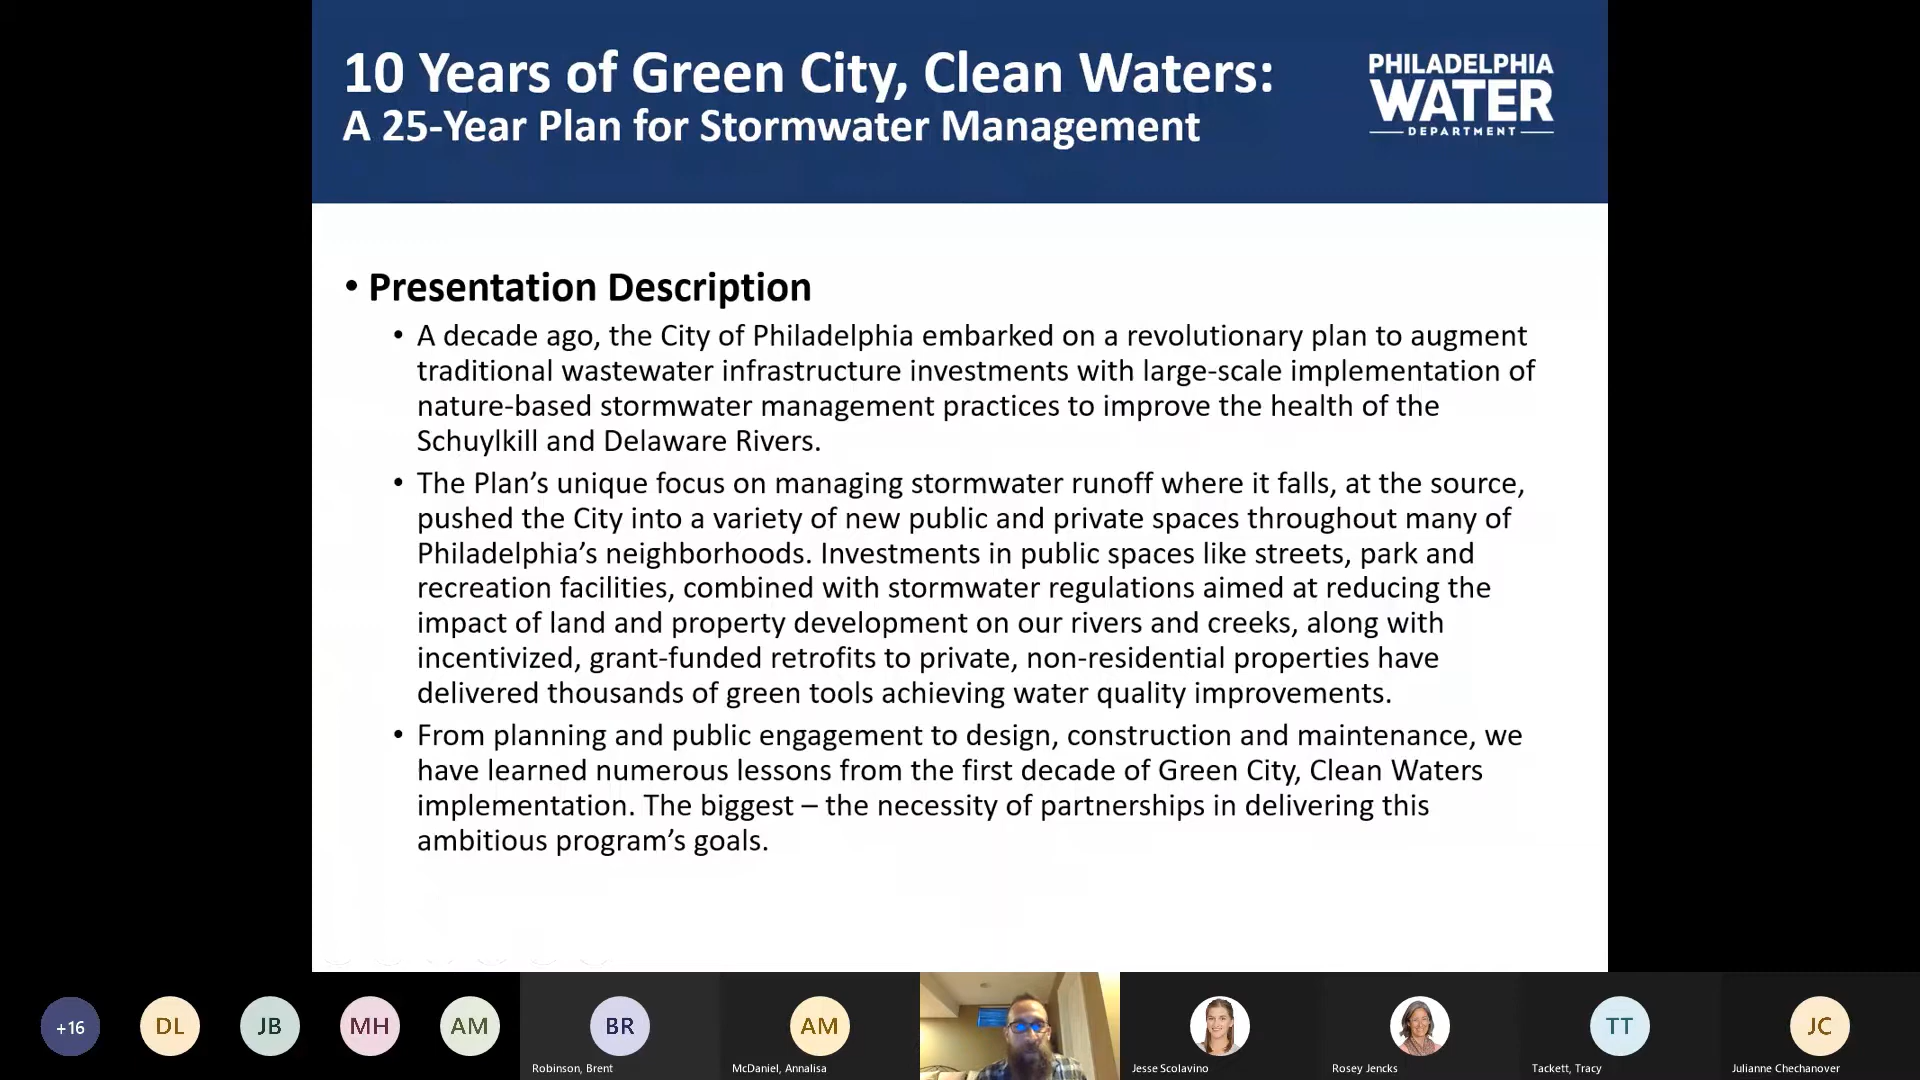 10 Years of Green City, Clean Waters:
A 25-Year Plan for Stormwater Management
PHILADELPHIA
WATER
DEPARTMENT
• Presentation Description
• A decade ago, the City of Philadelphia embarked on a revolutionary plan to augment
traditional wastewater infrastructure investments with large-scale implementation of
nature-based stormwater management practices to improve the health of the
Schuylkill and Delaware Rivers.
• The Plan’s unique focus on managing stormwater runoff where it falls, at the source,
pushed the City into a variety of new public and private spaces throughout many of
Philadelphia’s neighborhoods. Investments in public spaces like streets, park and
recreation facilities, combined with stormwater regulations aimed at reducing the
impact of land and property development on our rivers and creeks, along with
incentivized, grant-funded retrofits to private, non-residential properties have
delivered thousands of green tools achieving water quality improvements.
• From planning and public engagement to design, construction and maintenance, we
have learned numerous lessons from the first decade of Green City, Clean Waters
implementation. The biggest – the necessity of partnerships in delivering this
ambitious program’s goals.
+16
DL
JB
MH
AM
BR
Robinson, Brent
AM
McDaniel, Annalisa
Jesse Scolavino
Rosey Jencks
TT
Tackett, Tracy
JC
Julianne Chechanover